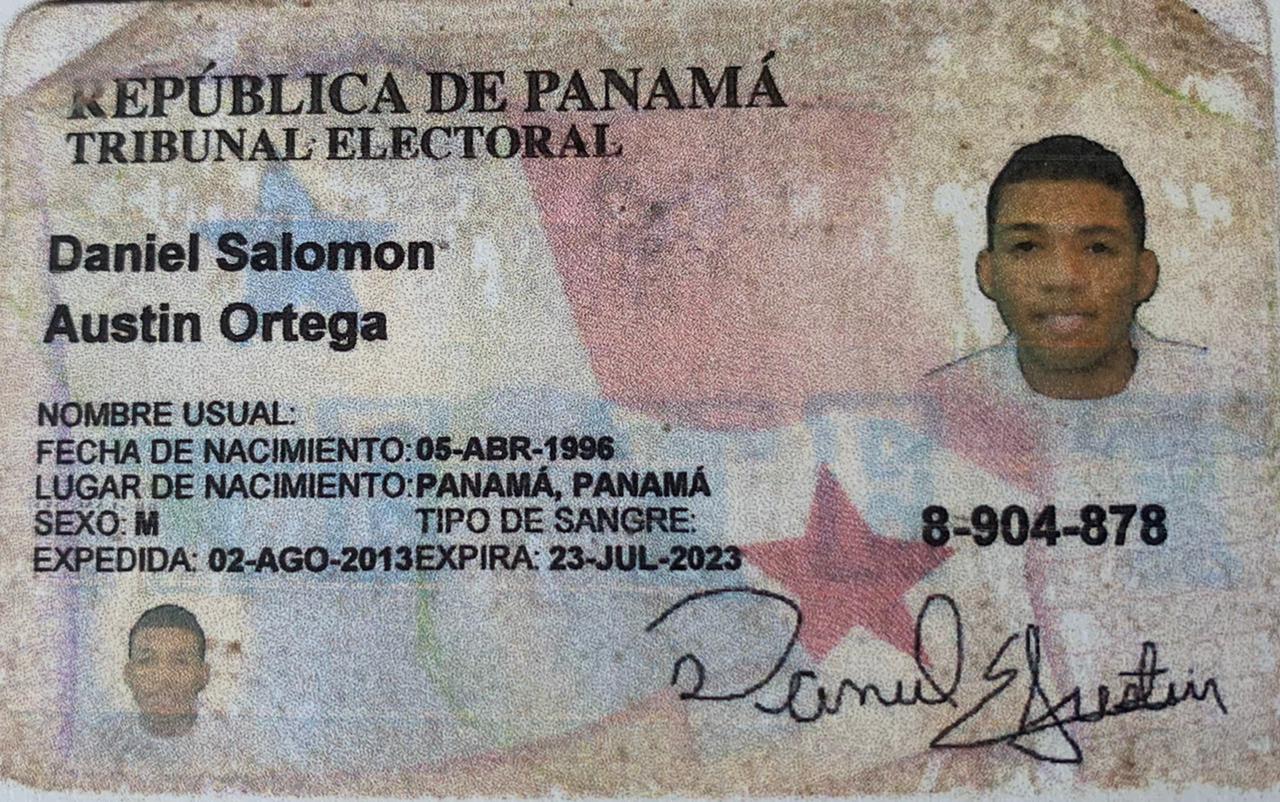 REPÚBLICA DE PANAMÁ
TRIBUNAL ELECTORAL
Daniel Salomon
Austin Ortega
NOMBRE USUAL:
FECHA DE NACIMIENTO: 05-ABR-1996
LUGAR DE NACIMIENTO: PANAMÁ, PANAMÁ
SEXO: M TIPO DE SANGRE:
EXPEDIDA: 02-AGO-2013 EXPIRA: 23-JUL-2023
8-904-878
Daniel S Austin